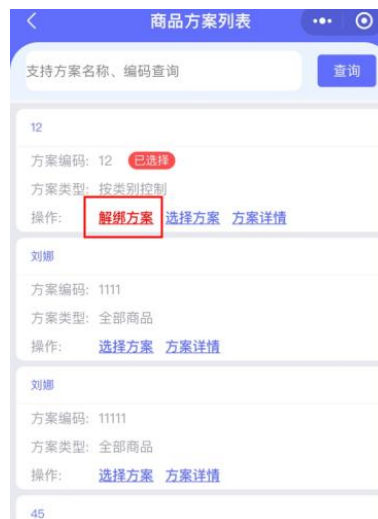 商品方案列表
支持方案名称、编码查询 查询
12
方案编码: 12 已选择
方案类型: 按类别控制
操作: 解绑方案 选择方案 方案详情
刘娜
方案编码: 1111
方案类型: 全部商品
操作: 选择方案 方案详情
刘娜
方案编码: 11111
方案类型: 全部商品
操作: 选择方案 方案详情
45